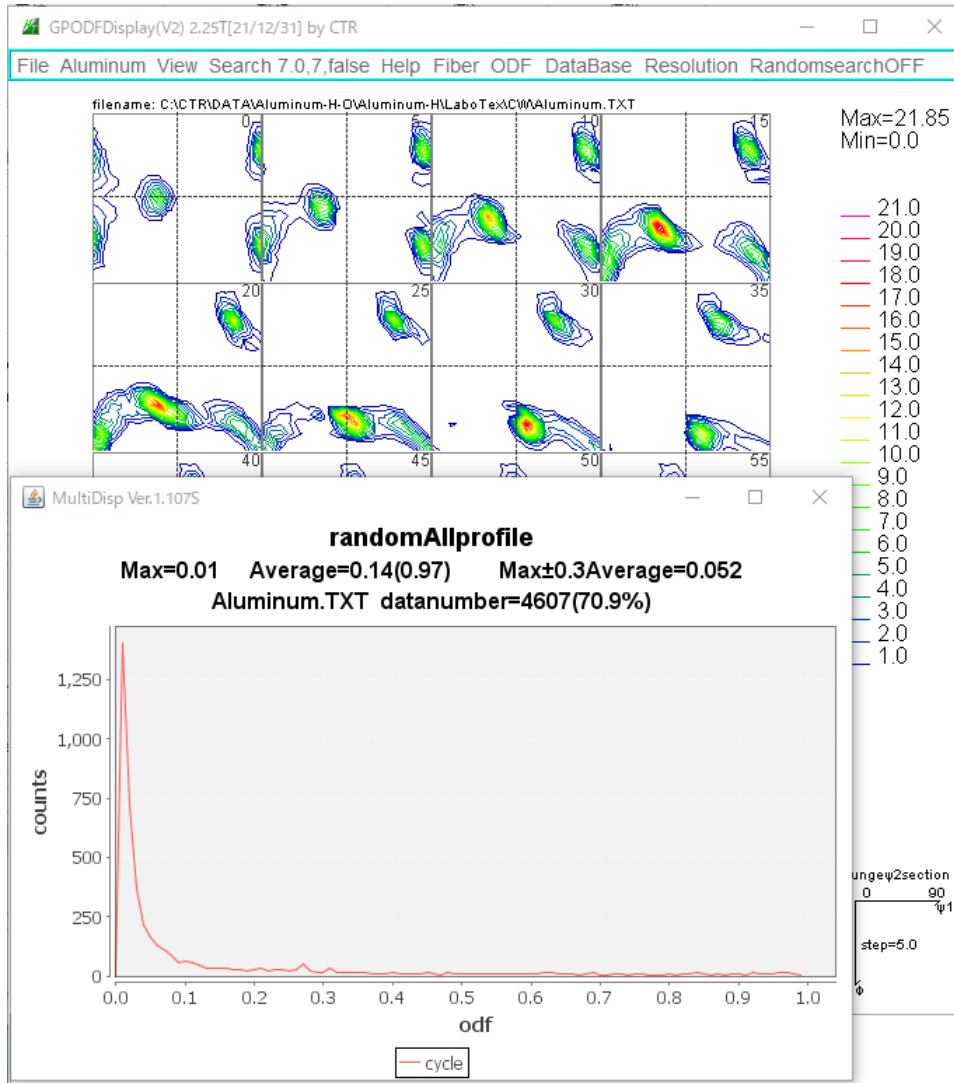 GPODFDisplay(V2) 2.25T[21/12/31] by CTR
File Aluminum View Search 7.0,7,false Help Fiber ODF DataBase Resolution RandomsearchOFF
filename: C:\CTR\DATA\Aluminum-H-O\Aluminum-H\LaboTex\CW\Aluminum.TXT
Max=21.85
Min=0.0
0 5 10 15
20 25 30 35
40 45 50 55
21.0
20.0
19.0
18.0
17.0
16.0
15.0
14.0
13.0
12.0
11.0
10.0
9.0
8.0
7.0
6.0
5.0
4.0
3.0
2.0
1.0
MultiDisp Ver.1.107S
randomAllprofile
Max=0.01 Average=0.14(0.97) Max±0.3Average=0.052
Aluminum.TXT datanumber=4607(70.9%)
counts
1,250
1,000
750
500
250
0
0.0 0.1 0.2 0.3 0.4 0.5 0.6 0.7 0.8 0.9 1.0
odf
cycle
ungeψ2section
0 90
ψ1
step=5.0
Φ